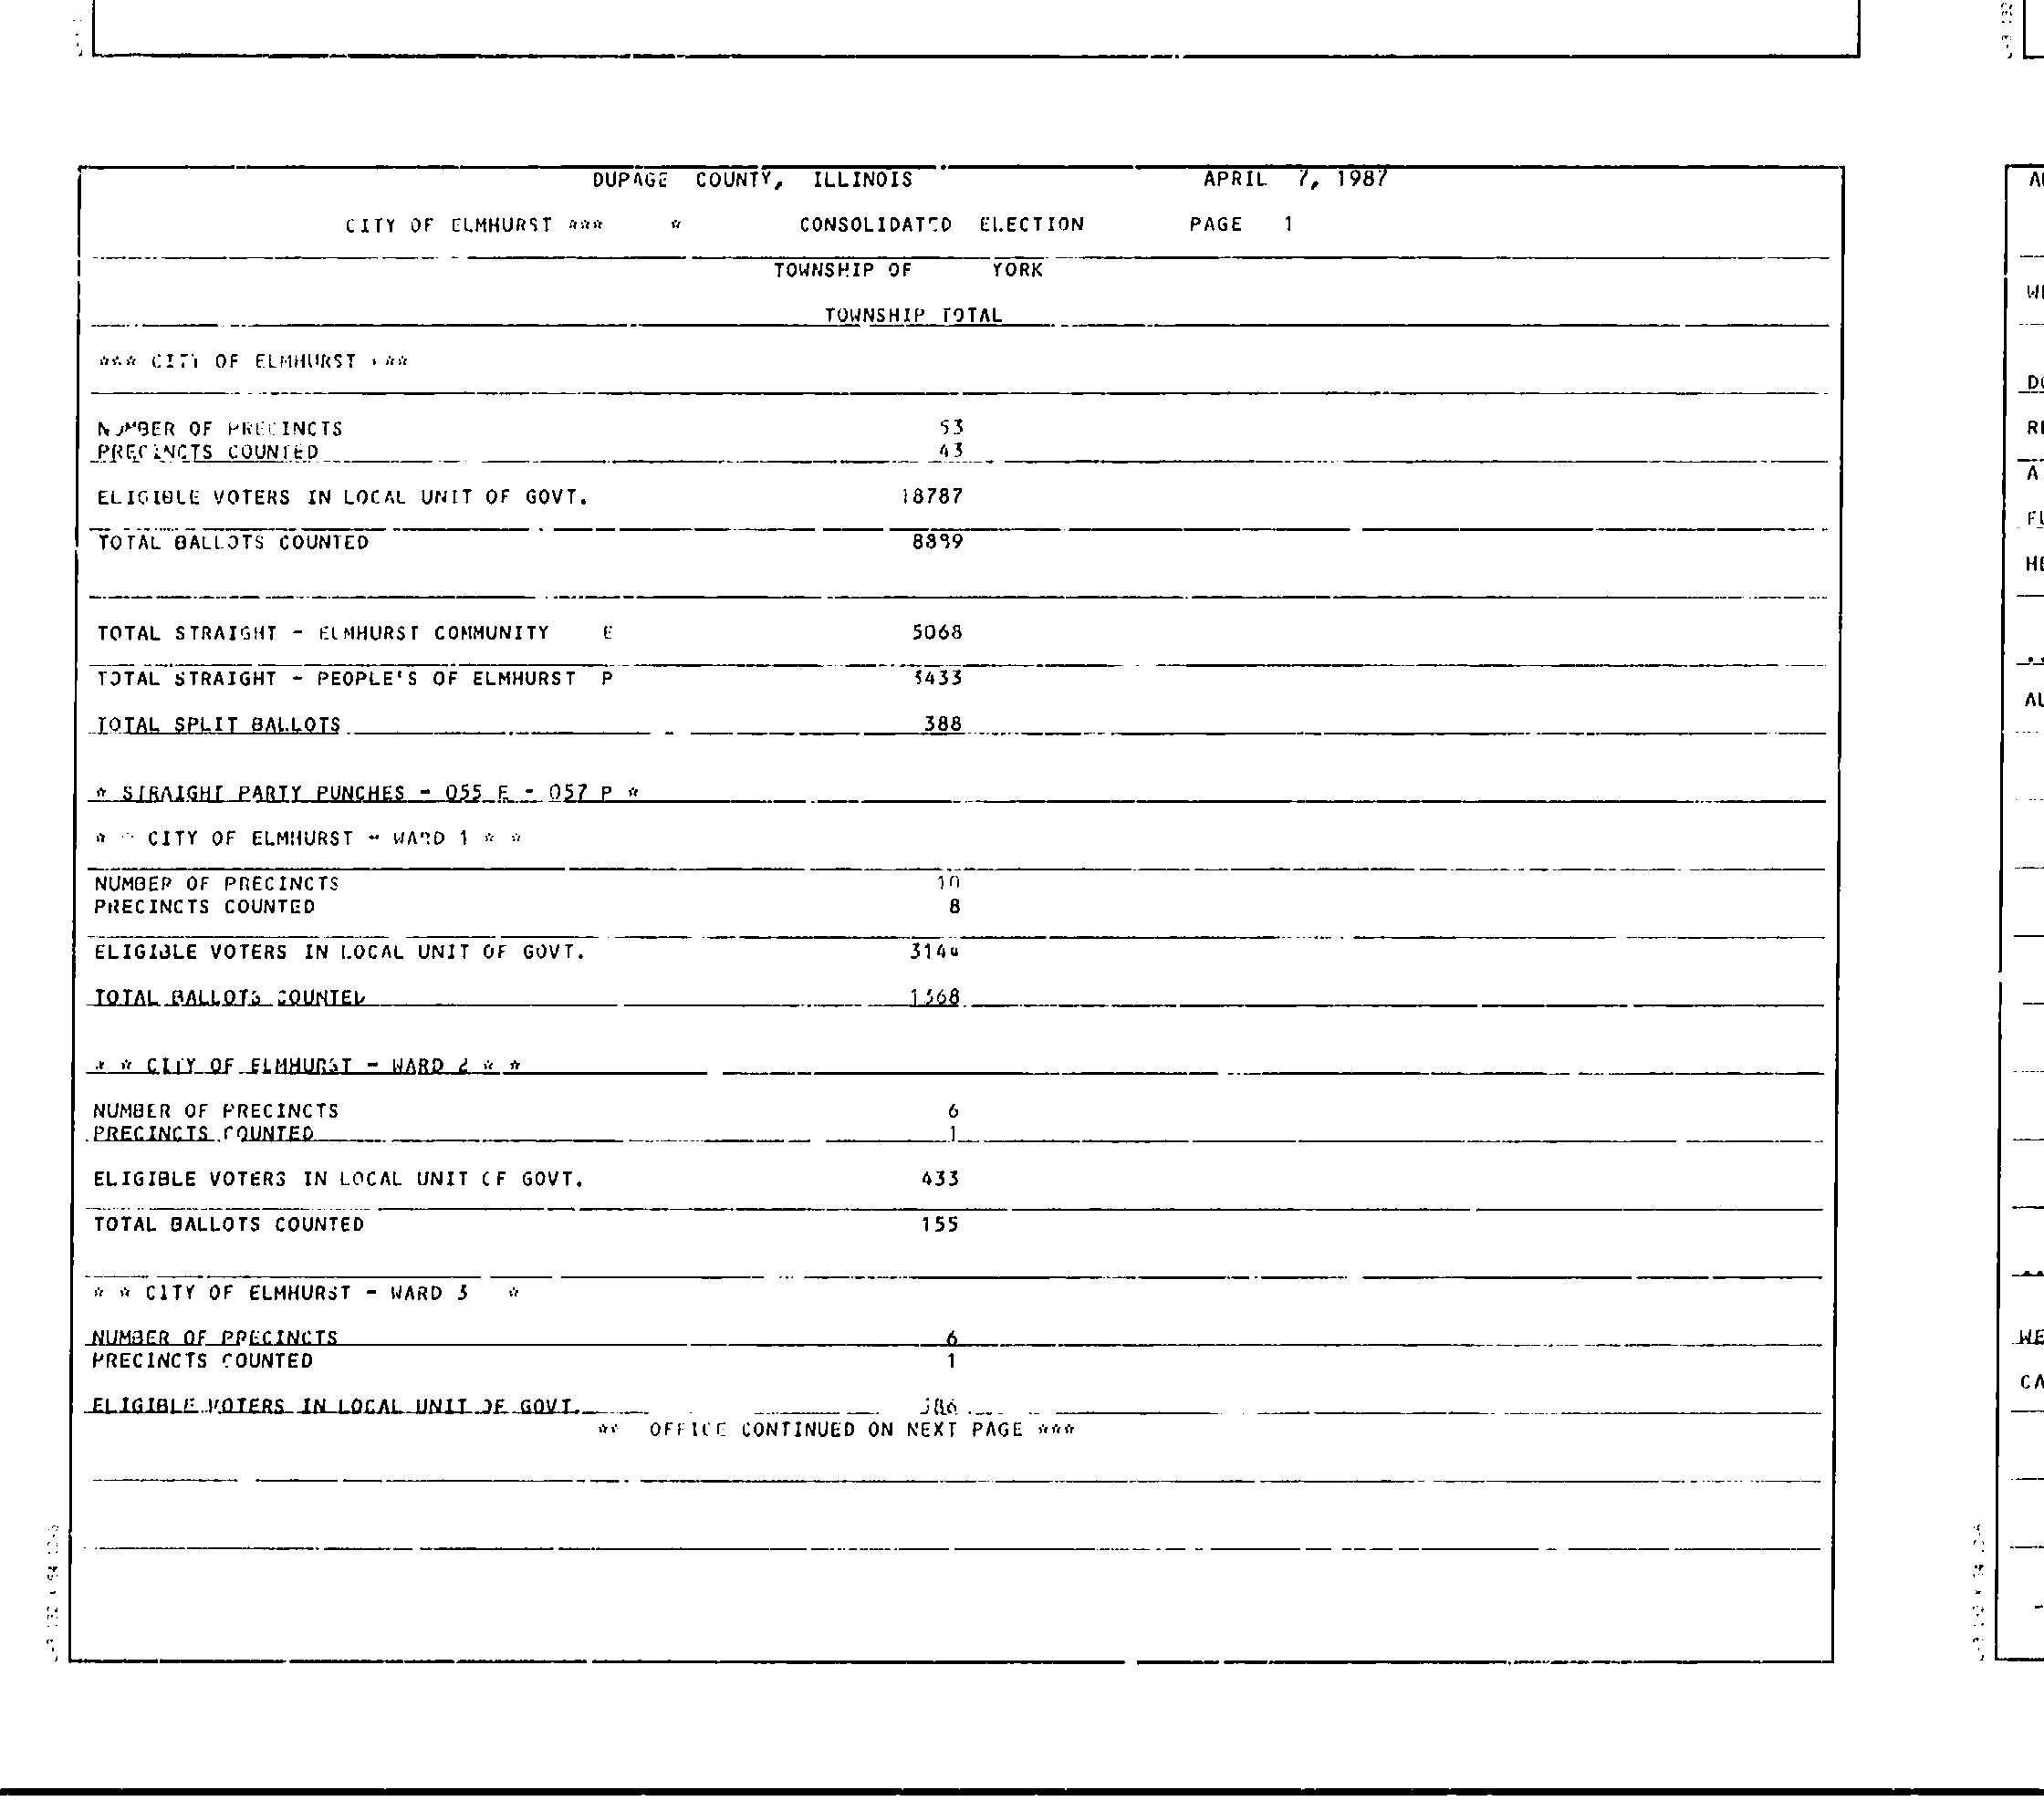 DUPAGE COUNTY, ILLINOIS APRIL 7, 1987
CITY OF ELMHURST *** * CONSOLIDATED ELECTION PAGE 1
TOWNSHIP OF YORK
TOWNSHIP TOTAL
*** CITY OF ELMHURST ***
NUMBER OF PRECINCTS 53
PRECINCTS COUNTED 43
ELIGIBLE VOTERS IN LOCAL UNIT OF GOVT. 18787
TOTAL BALLOTS COUNTED
TOTAL STRAIGHT - ELMHURST COMMUNITY E 5068
TOTAL STRAIGHT - PEOPLE'S OF ELMHURST P 3433
TOTAL SPLIT BALLOTS 388
* STRAIGHT PARTY PUNCHES - 055 E - 057 P *
* * CITY OF ELMHURST - WARD 1 * *
NUMBER OF PRECINCTS 10
PRECINCTS COUNTED 8
ELIGIBLE VOTERS IN LOCAL UNIT OF GOVT. 3144
TOTAL BALLOTS COUNTED
* * CITY OF ELMHURST - WARD 2 * *
NUMBER OF PRECINCTS 6
PRECINCTS COUNTED 1
ELIGIBLE VOTERS IN LOCAL UNIT OF GOVT. 433
TOTAL BALLOTS COUNTED 155
* * CITY OF ELMHURST - WARD 3 *
NUMBER OF PRECINCTS 6
PRECINCTS COUNTED 1
ELIGIBLE VOTERS IN LOCAL UNIT OF GOVT.
** OFFICE CONTINUED ON NEXT PAGE ***